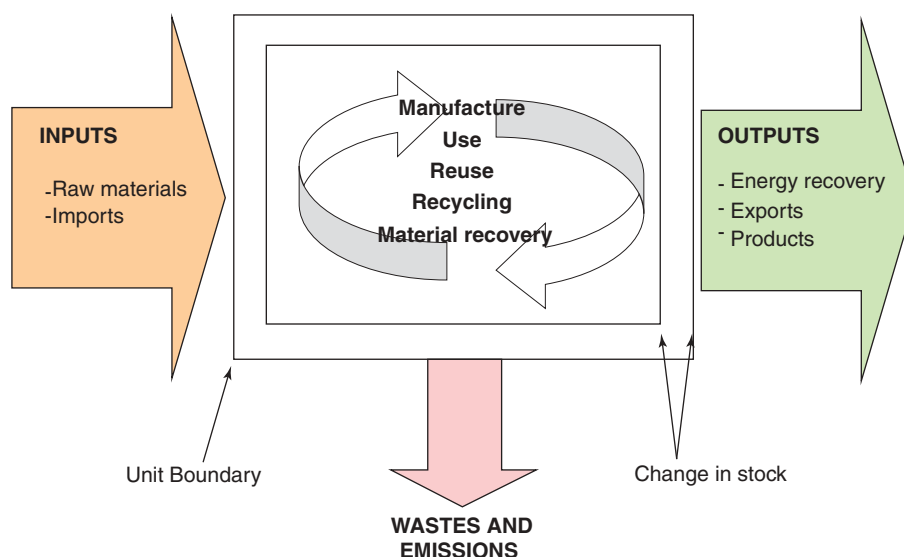 INPUTS
-Raw materials
-Imports
Manufacture
Use
Reuse
Recycling
Material recovery
OUTPUTS
- Energy recovery
- Exports
- Products
Unit Boundary
Change in stock
WASTES AND
EMISSIONS